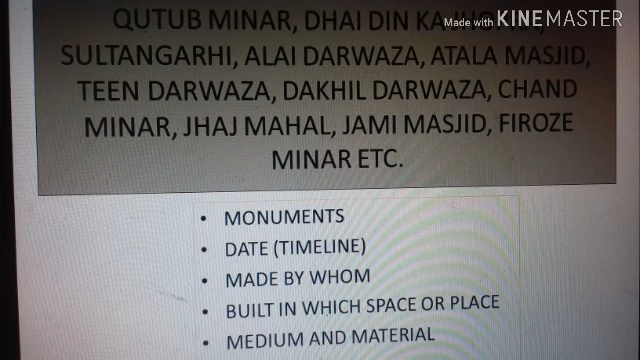 Made with KINEMASTER
QUTUB MINAR, DHAI DIN
SULTANGARHI, ALAI DARWAZA, ATALA MASJID,
TEEN DARWAZA, DAKHIL DARWAZA, CHAND
MINAR, JHAJ MAHAL, JAMI MASJID, FIROZE
MINAR ETC.
• MONUMENTS
• DATE (TIMELINE)
• MADE BY WHOM
• BUILT IN WHICH SPACE OR PLACE
• MEDIUM AND MATERIAL